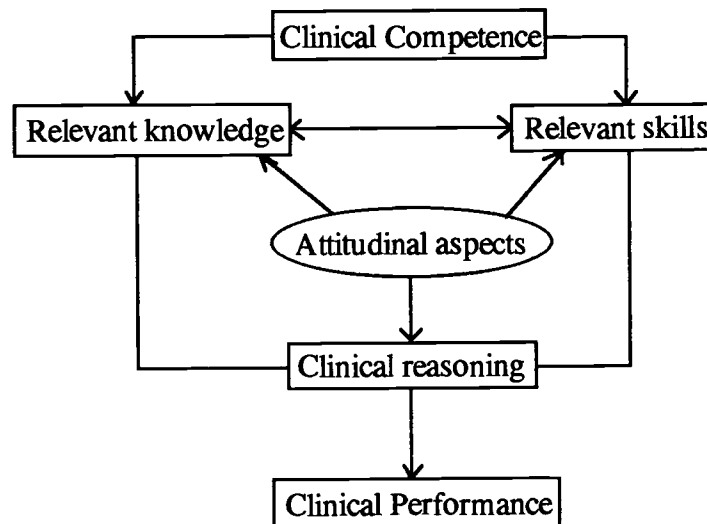 Clinical Competence
Relevant knowledge
Relevant skills
Attitudinal aspects
Clinical reasoning
Clinical Performance